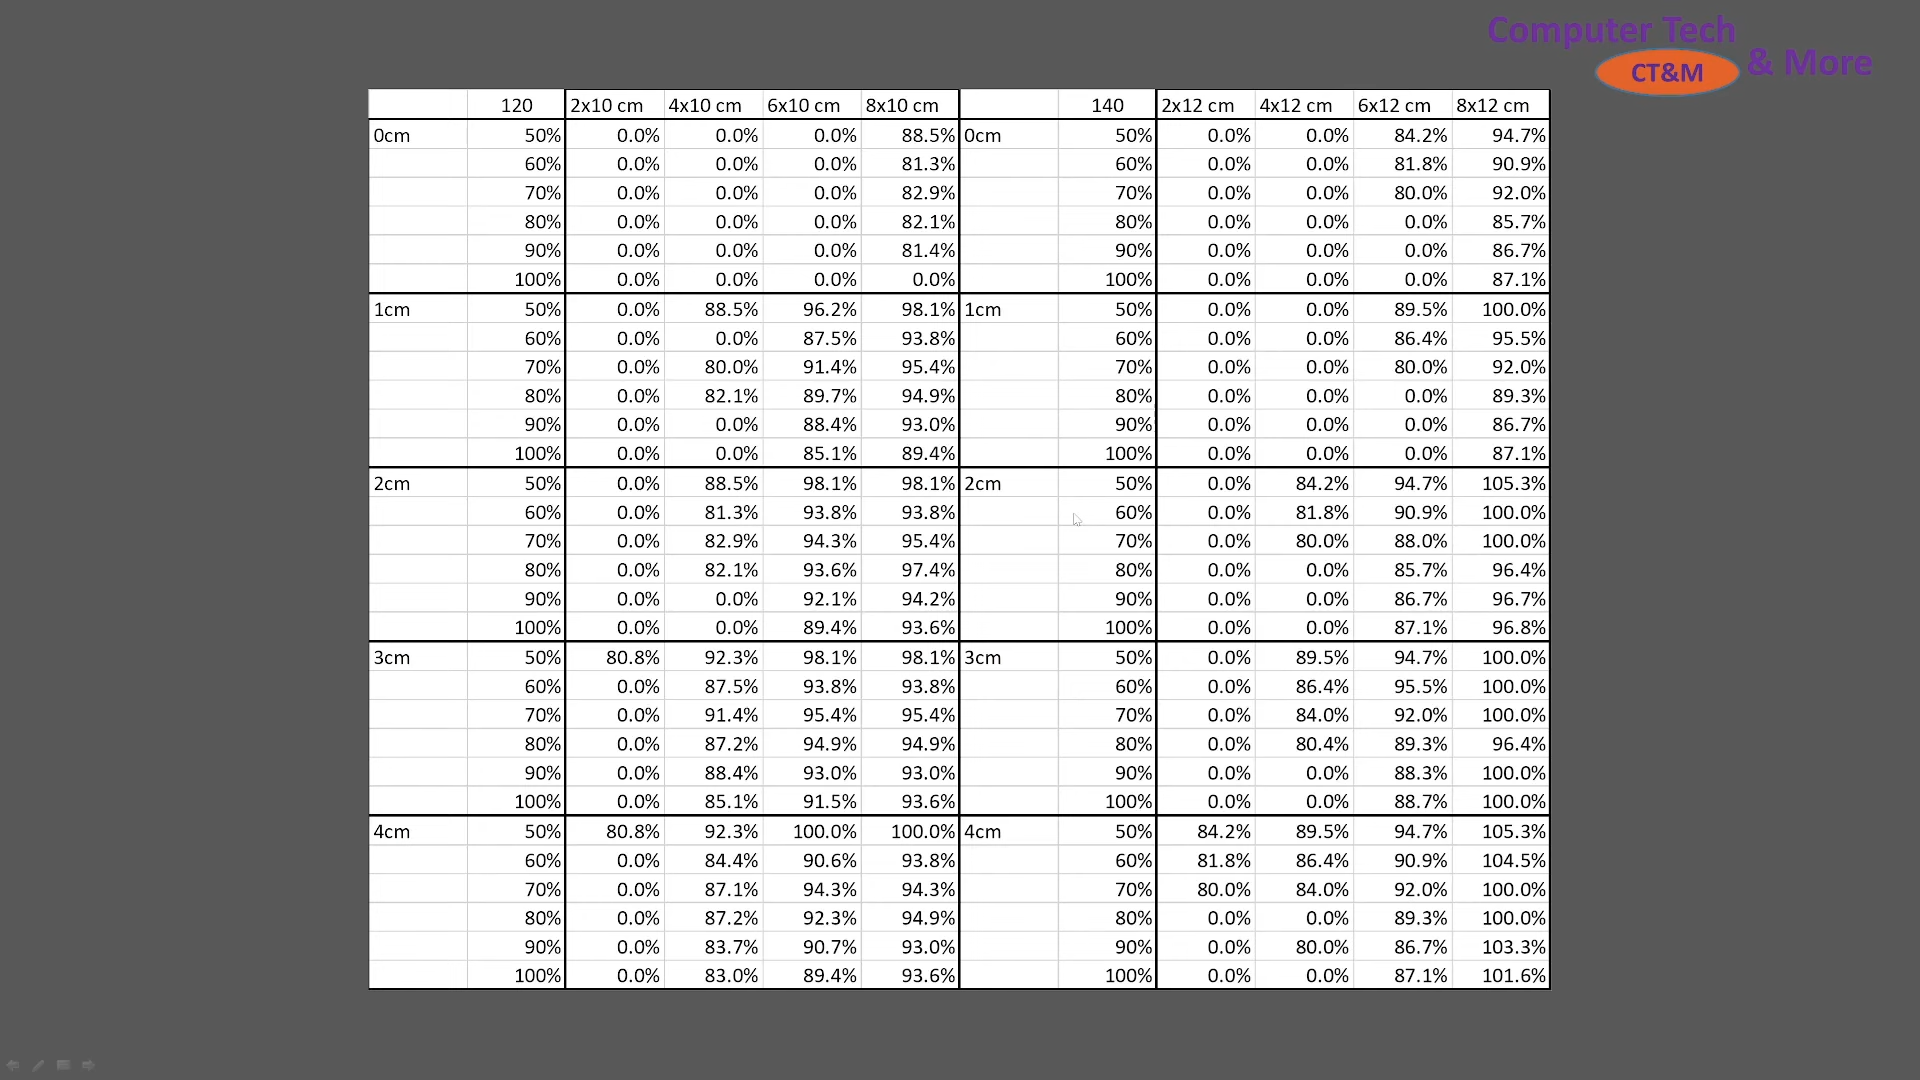 Computer Tech
CT&M & More
120 2x10 cm 4x10 cm 6x10 cm 8x10 cm 140 2x12 cm 4x12 cm 6x12 cm 8x12 cm
0cm 50% 0.0% 0.0% 0.0% 88.5% 0cm 50% 0.0% 0.0% 84.2% 94.7%
60% 0.0% 0.0% 0.0% 81.3% 60% 0.0% 0.0% 81.8% 90.9%
70% 0.0% 0.0% 0.0% 82.9% 70% 0.0% 0.0% 80.0% 92.0%
80% 0.0% 0.0% 0.0% 82.1% 80% 0.0% 0.0% 0.0% 85.7%
90% 0.0% 0.0% 0.0% 81.4% 90% 0.0% 0.0% 0.0% 86.7%
100% 0.0% 0.0% 0.0% 0.0% 100% 0.0% 0.0% 0.0% 87.1%
1cm 50% 0.0% 88.5% 96.2% 98.1% 1cm 50% 0.0% 0.0% 89.5% 100.0%
60% 0.0% 0.0% 87.5% 93.8% 60% 0.0% 0.0% 86.4% 95.5%
70% 0.0% 80.0% 91.4% 95.4% 70% 0.0% 0.0% 80.0% 92.0%
80% 0.0% 82.1% 89.7% 94.9% 80% 0.0% 0.0% 0.0% 89.3%
90% 0.0% 0.0% 88.4% 93.0% 90% 0.0% 0.0% 0.0% 86.7%
100% 0.0% 0.0% 85.1% 89.4% 100% 0.0% 0.0% 0.0% 87.1%
2cm 50% 0.0% 88.5% 98.1% 98.1% 2cm 50% 0.0% 84.2% 94.7% 105.3%
60% 0.0% 81.3% 93.8% 93.8% 60% 0.0% 81.8% 90.9% 100.0%
70% 0.0% 82.9% 94.3% 95.4% 70% 0.0% 80.0% 88.0% 100.0%
80% 0.0% 82.1% 93.6% 97.4% 80% 0.0% 0.0% 85.7% 96.4%
90% 0.0% 0.0% 92.1% 94.2% 90% 0.0% 0.0% 86.7% 96.7%
100% 0.0% 0.0% 89.4% 93.6% 100% 0.0% 0.0% 87.1% 96.8%
3cm 50% 80.8% 92.3% 98.1% 98.1% 3cm 50% 0.0% 89.5% 94.7% 100.0%
60% 0.0% 87.5% 93.8% 93.8% 60% 0.0% 86.4% 95.5% 100.0%
70% 0.0% 91.4% 95.4% 95.4% 70% 0.0% 84.0% 92.0% 100.0%
80% 0.0% 87.2% 94.9% 94.9% 80% 0.0% 80.4% 89.3% 96.4%
90% 0.0% 88.4% 93.0% 93.0% 90% 0.0% 0.0% 88.3% 100.0%
100% 0.0% 85.1% 91.5% 93.6% 100% 0.0% 0.0% 88.7% 100.0%
4cm 50% 80.8% 92.3% 100.0% 100.0% 4cm 50% 84.2% 89.5% 94.7% 105.3%
60% 0.0% 84.4% 90.6% 93.8% 60% 81.8% 86.4% 90.9% 104.5%
70% 0.0% 87.1% 94.3% 94.3% 70% 80.0% 84.0% 92.0% 100.0%
80% 0.0% 87.2% 92.3% 94.9% 80% 0.0% 0.0% 89.3% 100.0%
90% 0.0% 83.7% 90.7% 93.0% 90% 0.0% 80.0% 86.7% 103.3%
100% 0.0% 83.0% 89.4% 93.6% 100% 0.0% 0.0% 87.1% 101.6%